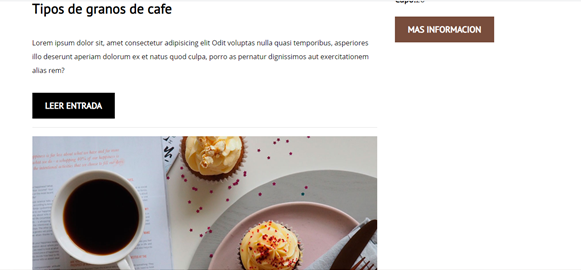 Tipos de granos de cafe
Lorem ipsum dolor sit, amet consectetur adipisicing elit Odit voluptas nulla quasi temporibus, asperiores
illo deserunt aperiam dolorum ex et natus quod culpa, porro as pernatur dignissimos aut exercitationem
alias rem?
LEER ENTRADA
MAS INFORMACION